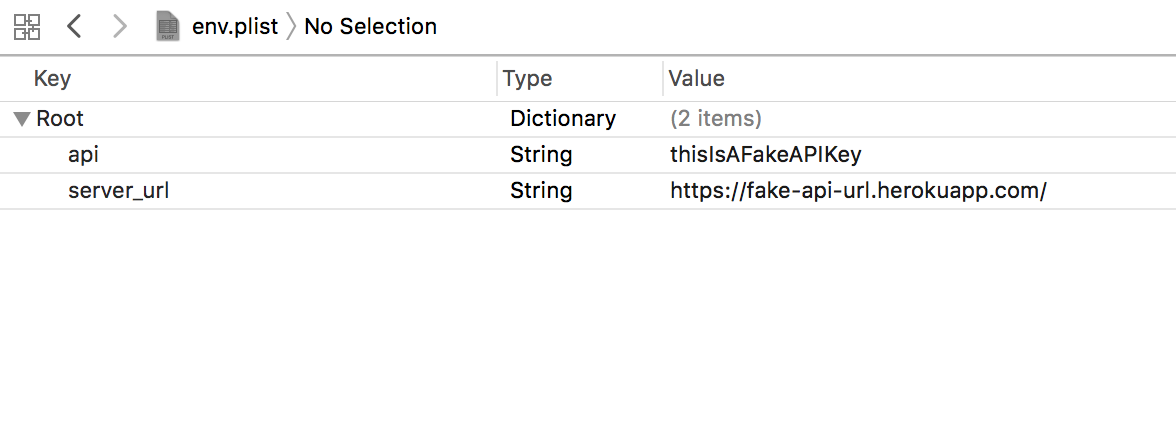 env.plist No Selection
Key Type Value
Root Dictionary (2 items)
api String thisIsAFakeAPIKey
server_url String https://fake-api-url.herokuapp.com/